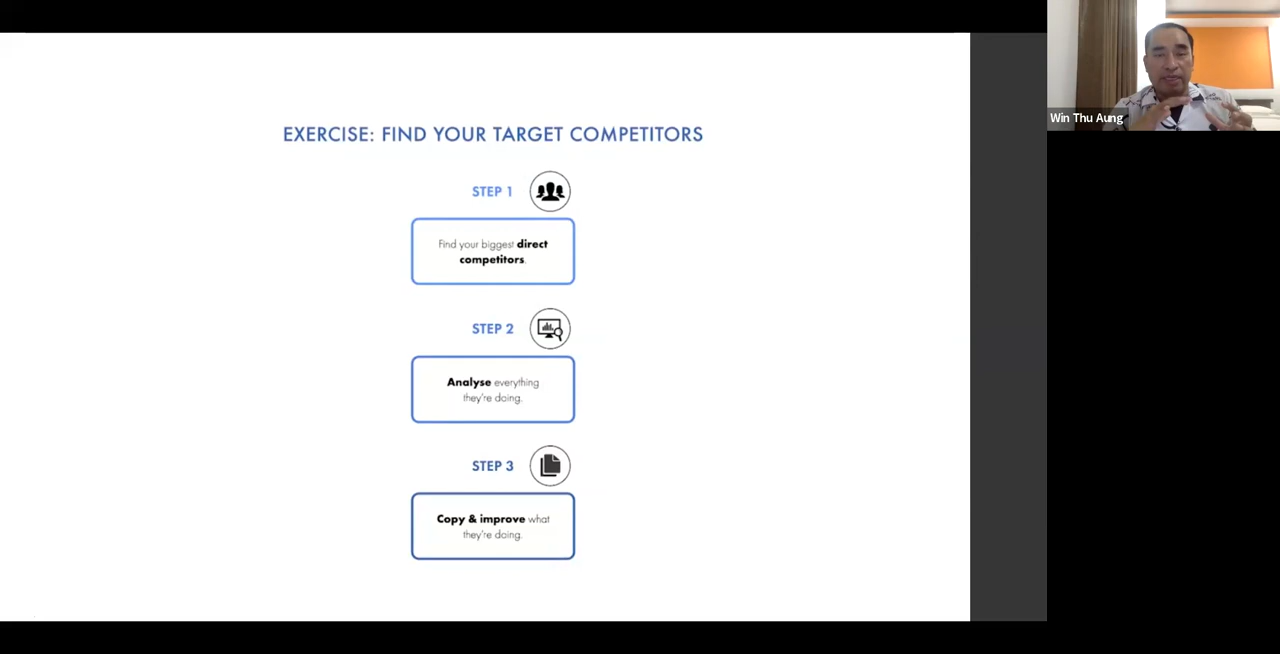 EXERCISE: FIND YOUR TARGET COMPETITORS
STEP 1
Find your biggest direct
competitors.
STEP 2
Analyse everything
they're doing.
STEP 3
Copy & improve what
they're doing.
Win Thu Aung